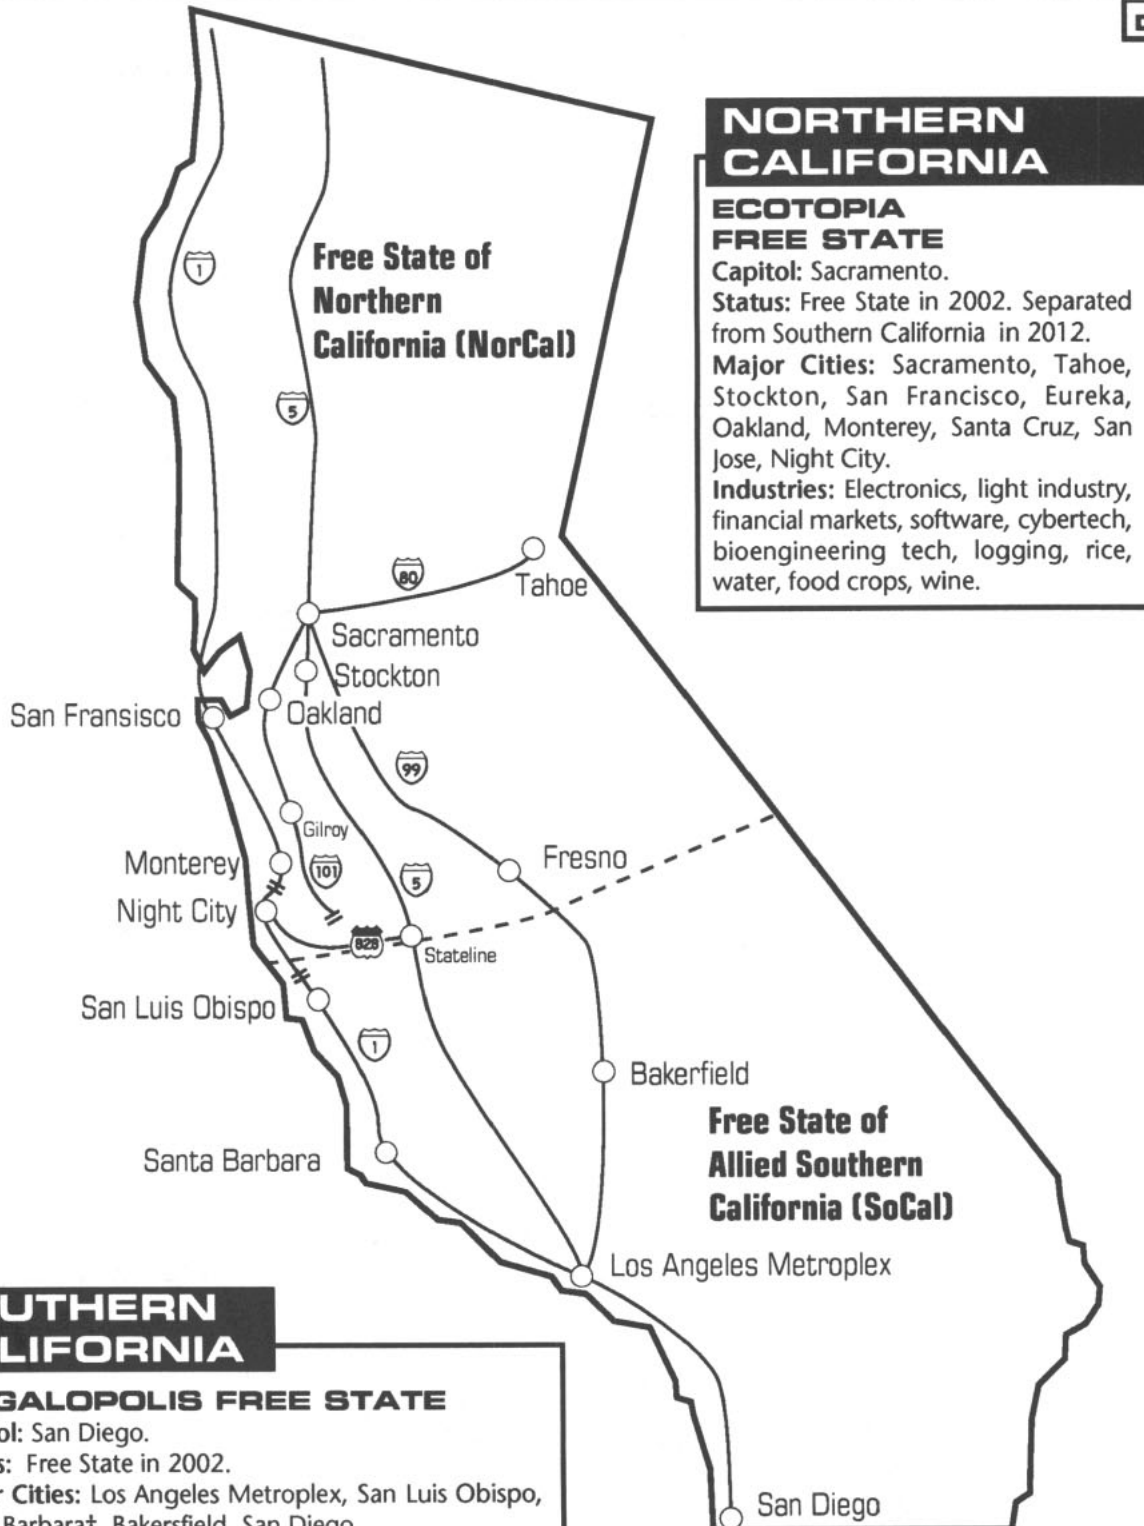 NORTHERN
CALIFORNIA
ECOTOPIA
FREE STATE
Capitol: Sacramento.
Status: Free State in 2002. Separated
from Southern California in 2012.
Major Cities: Sacramento, Tahoe,
Stockton, San Francisco, Eureka,
Oakland, Monterey, Santa Cruz, San
Jose, Night City.
Industries: Electronics, light industry,
financial markets, software, cybertech,
bioengineering tech, logging, rice,
water, food crops, wine.
Free State of
Northern
California (NorCal)
1
5
80
Tahoe
Sacramento
Stockton
Oakland
San Fransisco
99
Gilroy
Monterey
101
5
Fresno
Night City
828
Stateline
San Luis Obispo
1
Bakerfield
Free State of
Allied Southern
California (SoCal)
Santa Barbara
Los Angeles Metroplex
San Diego
UTHERN
LIFORNIA
GALOPOLIS FREE STATE
ol: San Diego.
s: Free State in 2002.
r Cities: Los Angeles Metroplex, San Luis Obispo,
Barbara†, Bakersfield, San Diego